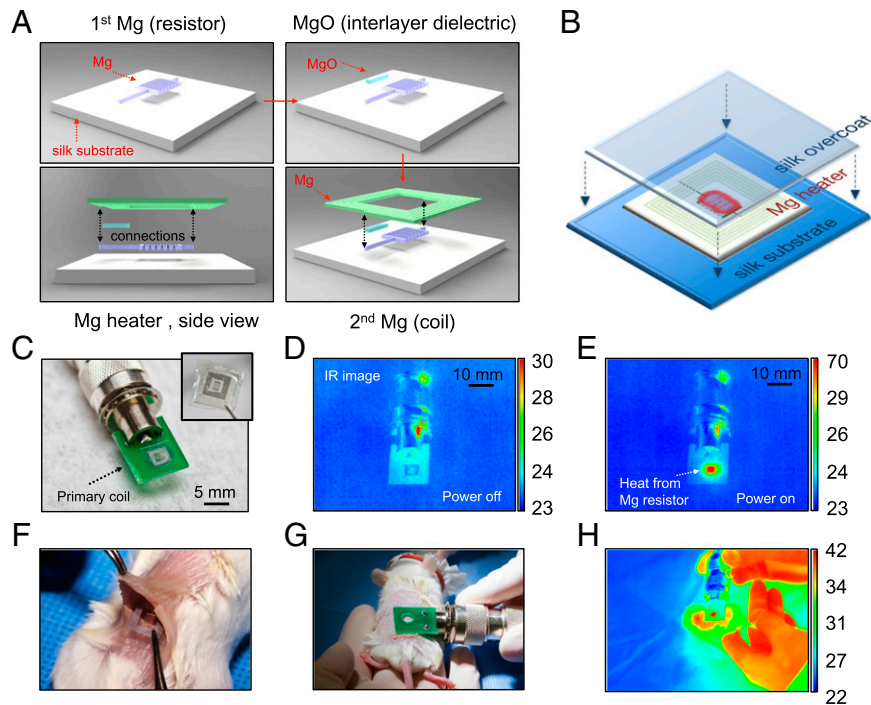 A
1st Mg (resistor)
MgO (interlayer dielectric)
B
Mg
silk substrate
MgO
connections
Mg
Mg heater , side view
2nd Mg (coil)
silk overcoat
Mg heater
silk substrate
C
Primary coil
5 mm
D
IR image
10 mm
Power off
30
28
26
24
23
E
10 mm
Heat from
Mg resistor
Power on
70
28
26
24
23
F
G
H
42
34
31
27
22